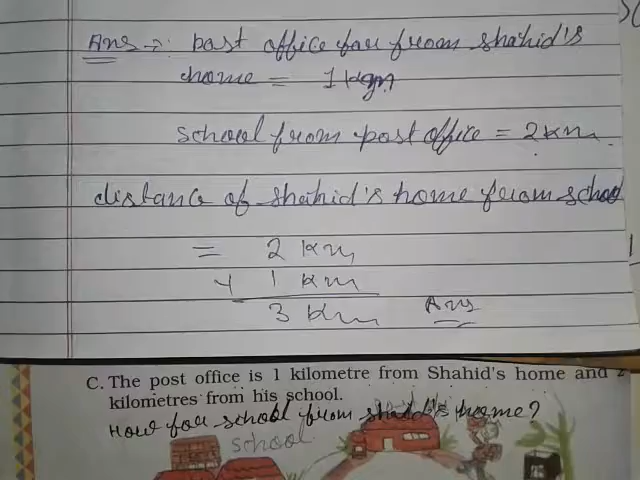 Ans →: post office far from shahid's
home = 1 km
school from post office = 2 km.
distance of shahid's home from school
= 2 km
+ 1 km
3 km Ans
C. The post office is 1 kilometre from Shahid's home and 2
kilometres from his school.
How far school from shahid's home?
school